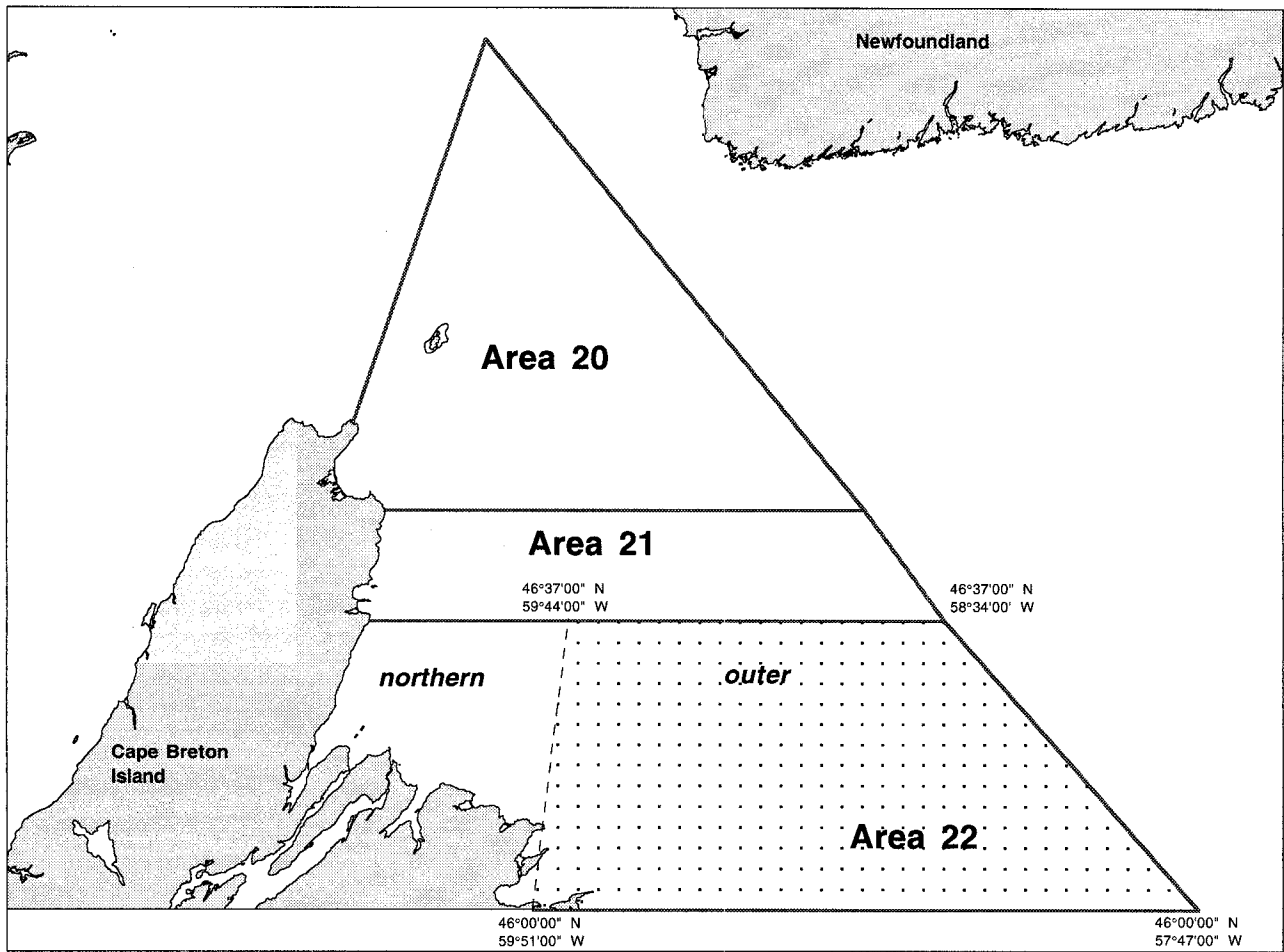 Newfoundland
Area 20
Area 21
46°37'00" N
59°44'00" W
46°37'00" N
58°34'00' W
northern
outer
Cape Breton
Island
Area 22
46°00'00" N
59°51'00" W
46°00'00" N
57°47'00" W